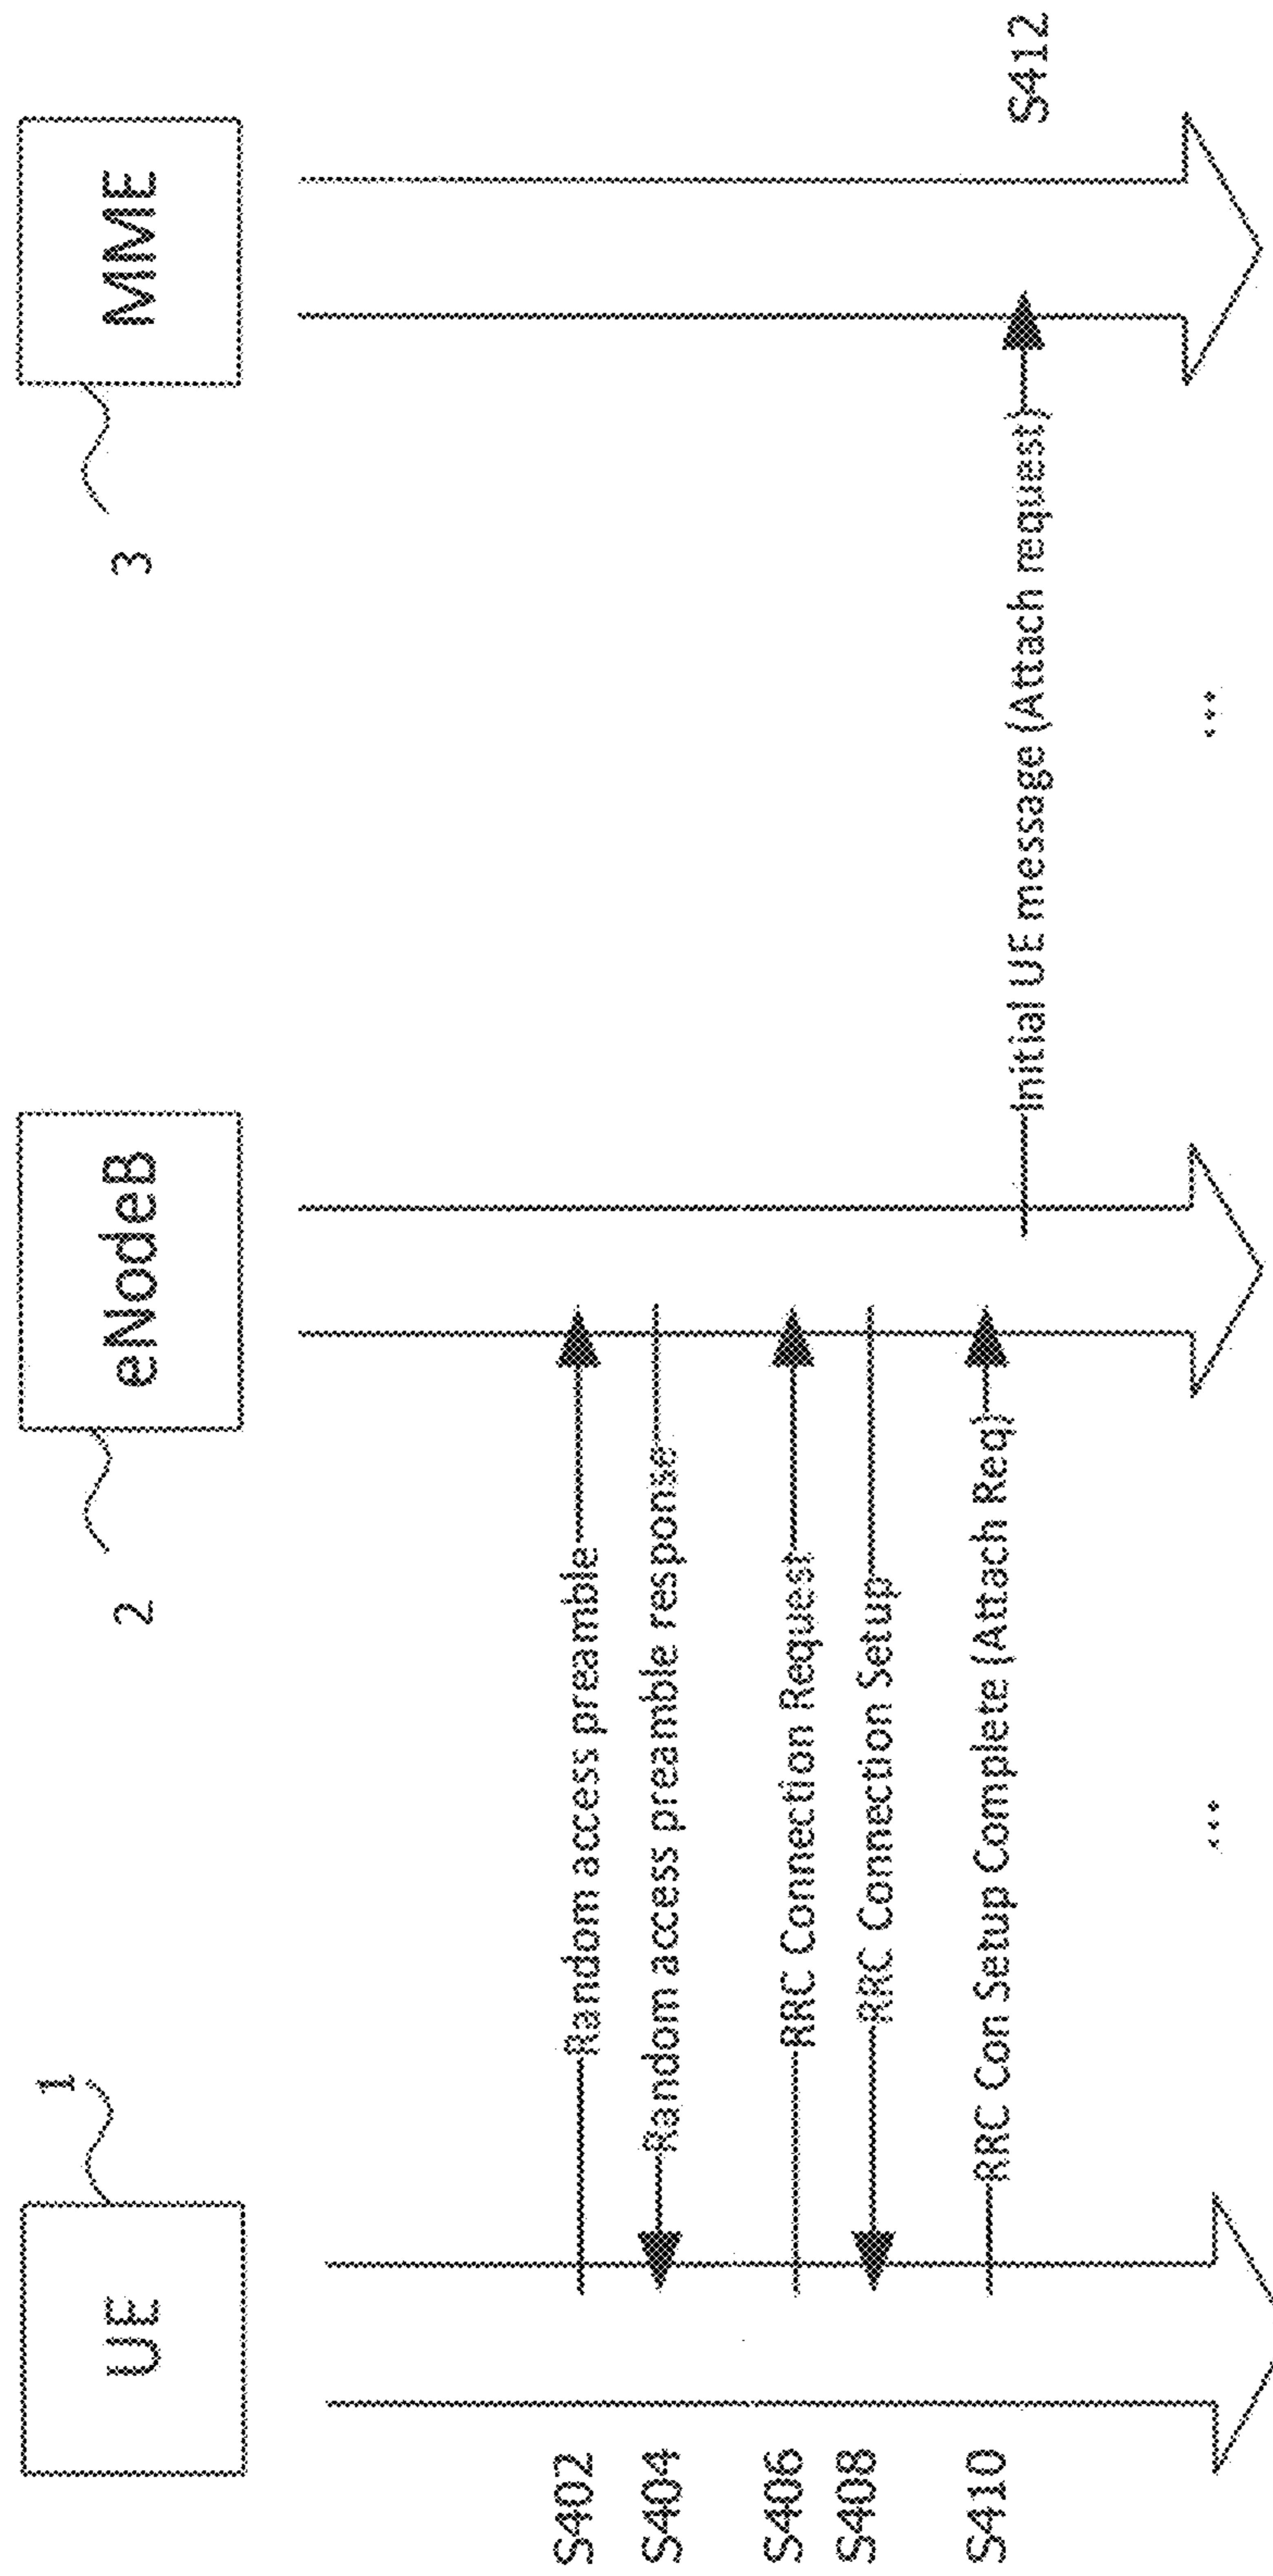 UE
1
eNodeB
2
MME
3
S402
Random access preamble
S404
Random access preamble response
S406
RRC Connection Request
S408
RRC Connection Setup
S410
RRC Con Setup Complete (Attach Req)
Initial UE message (Attach request)
S412
...
...